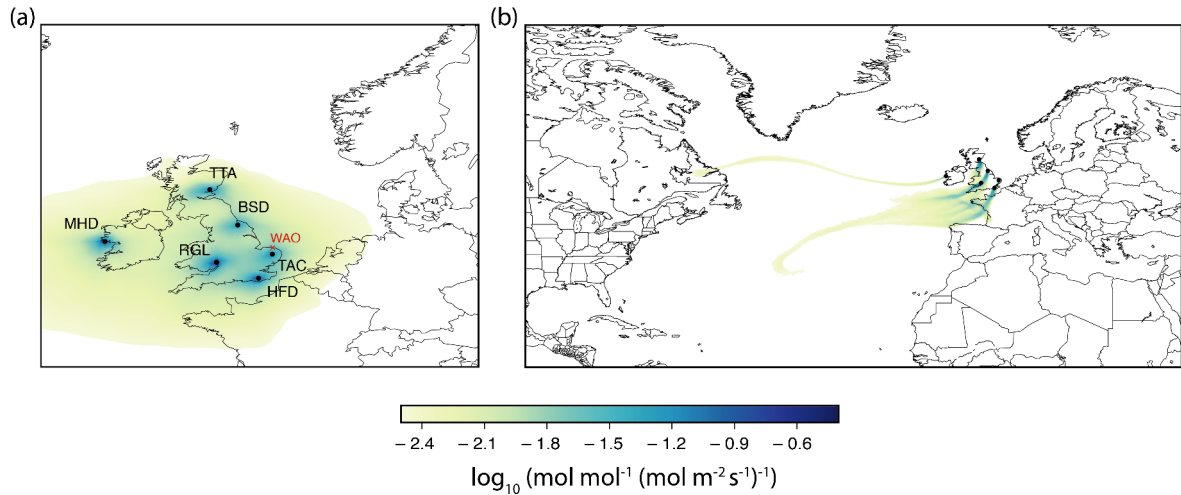 (a)
(b)
TTA
BSD
MHD
WAO
RGL
TAC
HFD
− 2.4 − 2.1 − 1.8 − 1.5 − 1.2 − 0.9 − 0.6
log₁₀ (mol mol⁻¹ (mol m⁻² s⁻¹)⁻¹)